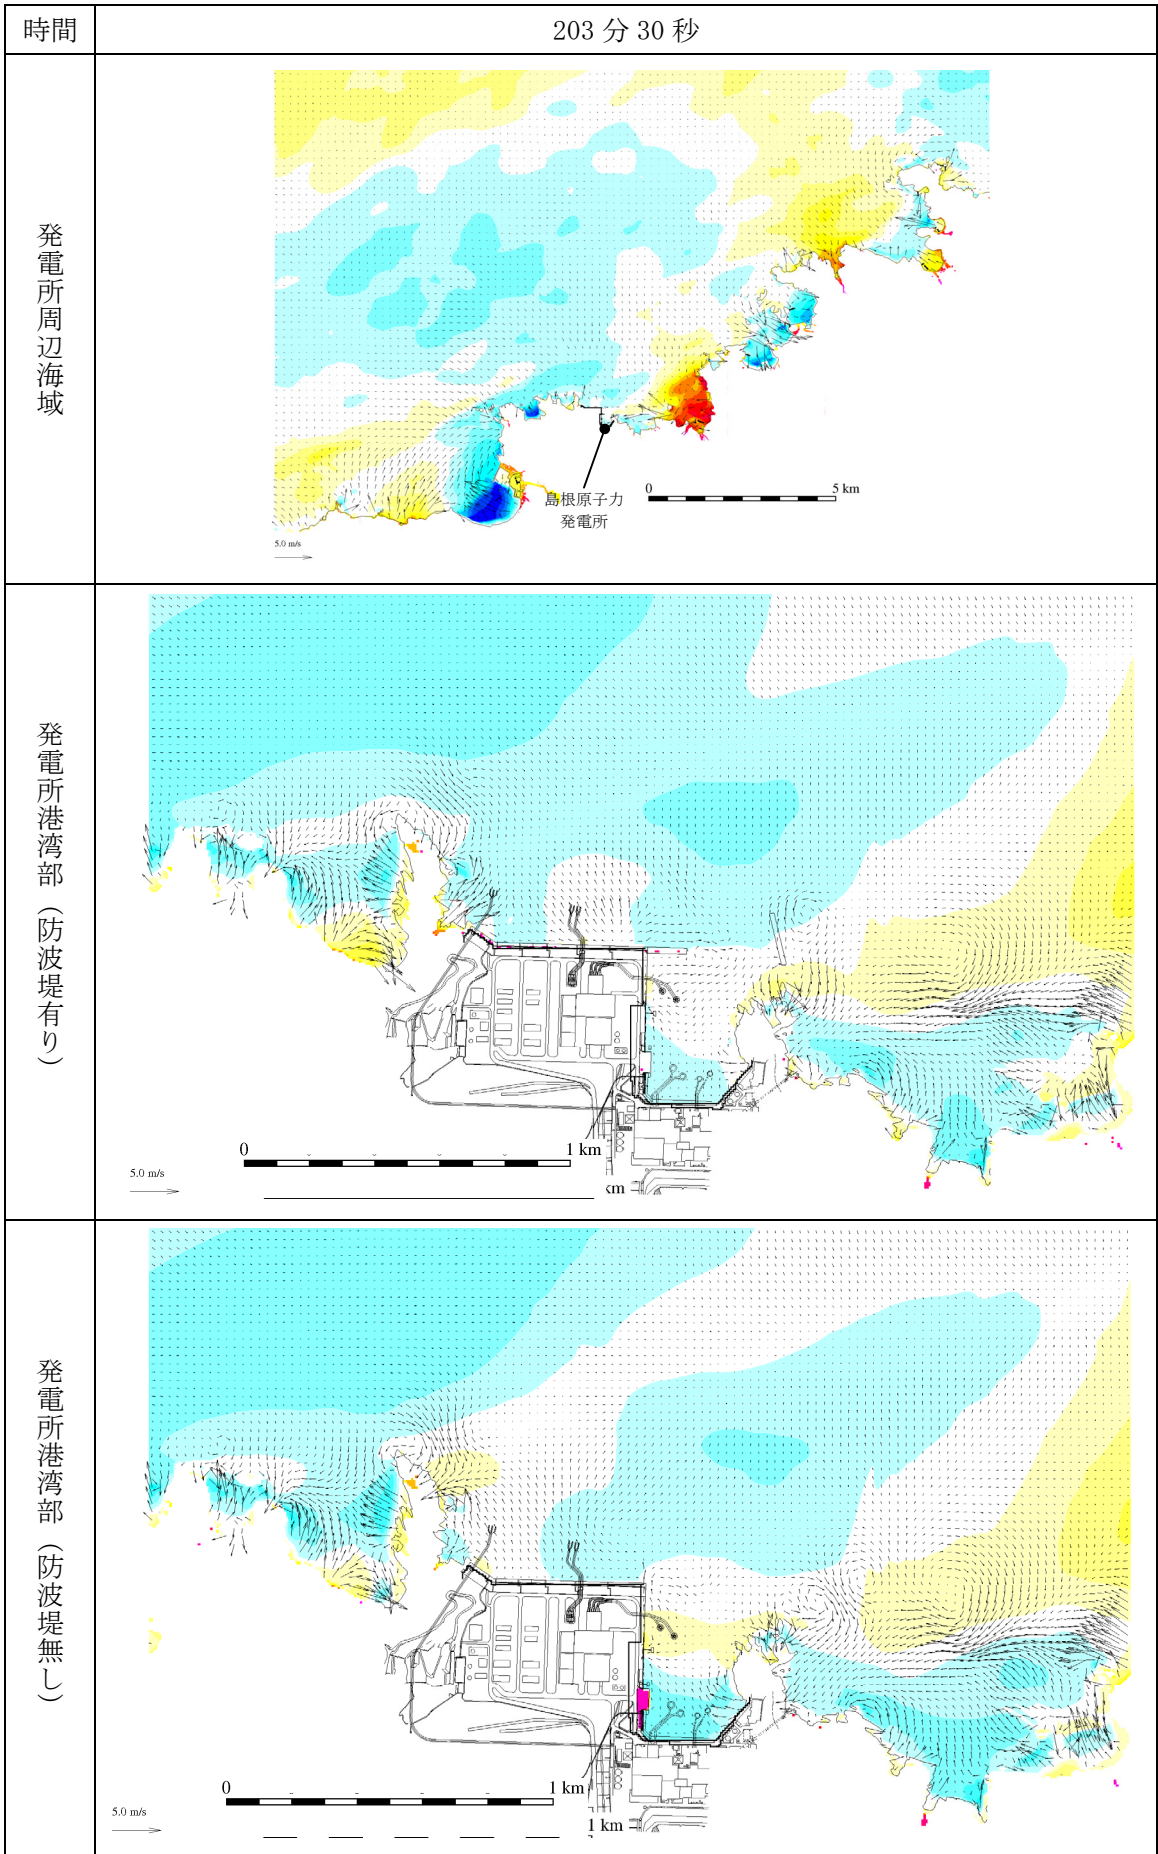 時間
203 分 30 秒
発電所周辺海域
島根原子力
発電所
0
5 km
5.0 m/s
発電所港湾部(防波堤有り)
0
1 km
5.0 m/s
km
発電所港湾部(防波堤無し)
0
1 km
5.0 m/s
1 km